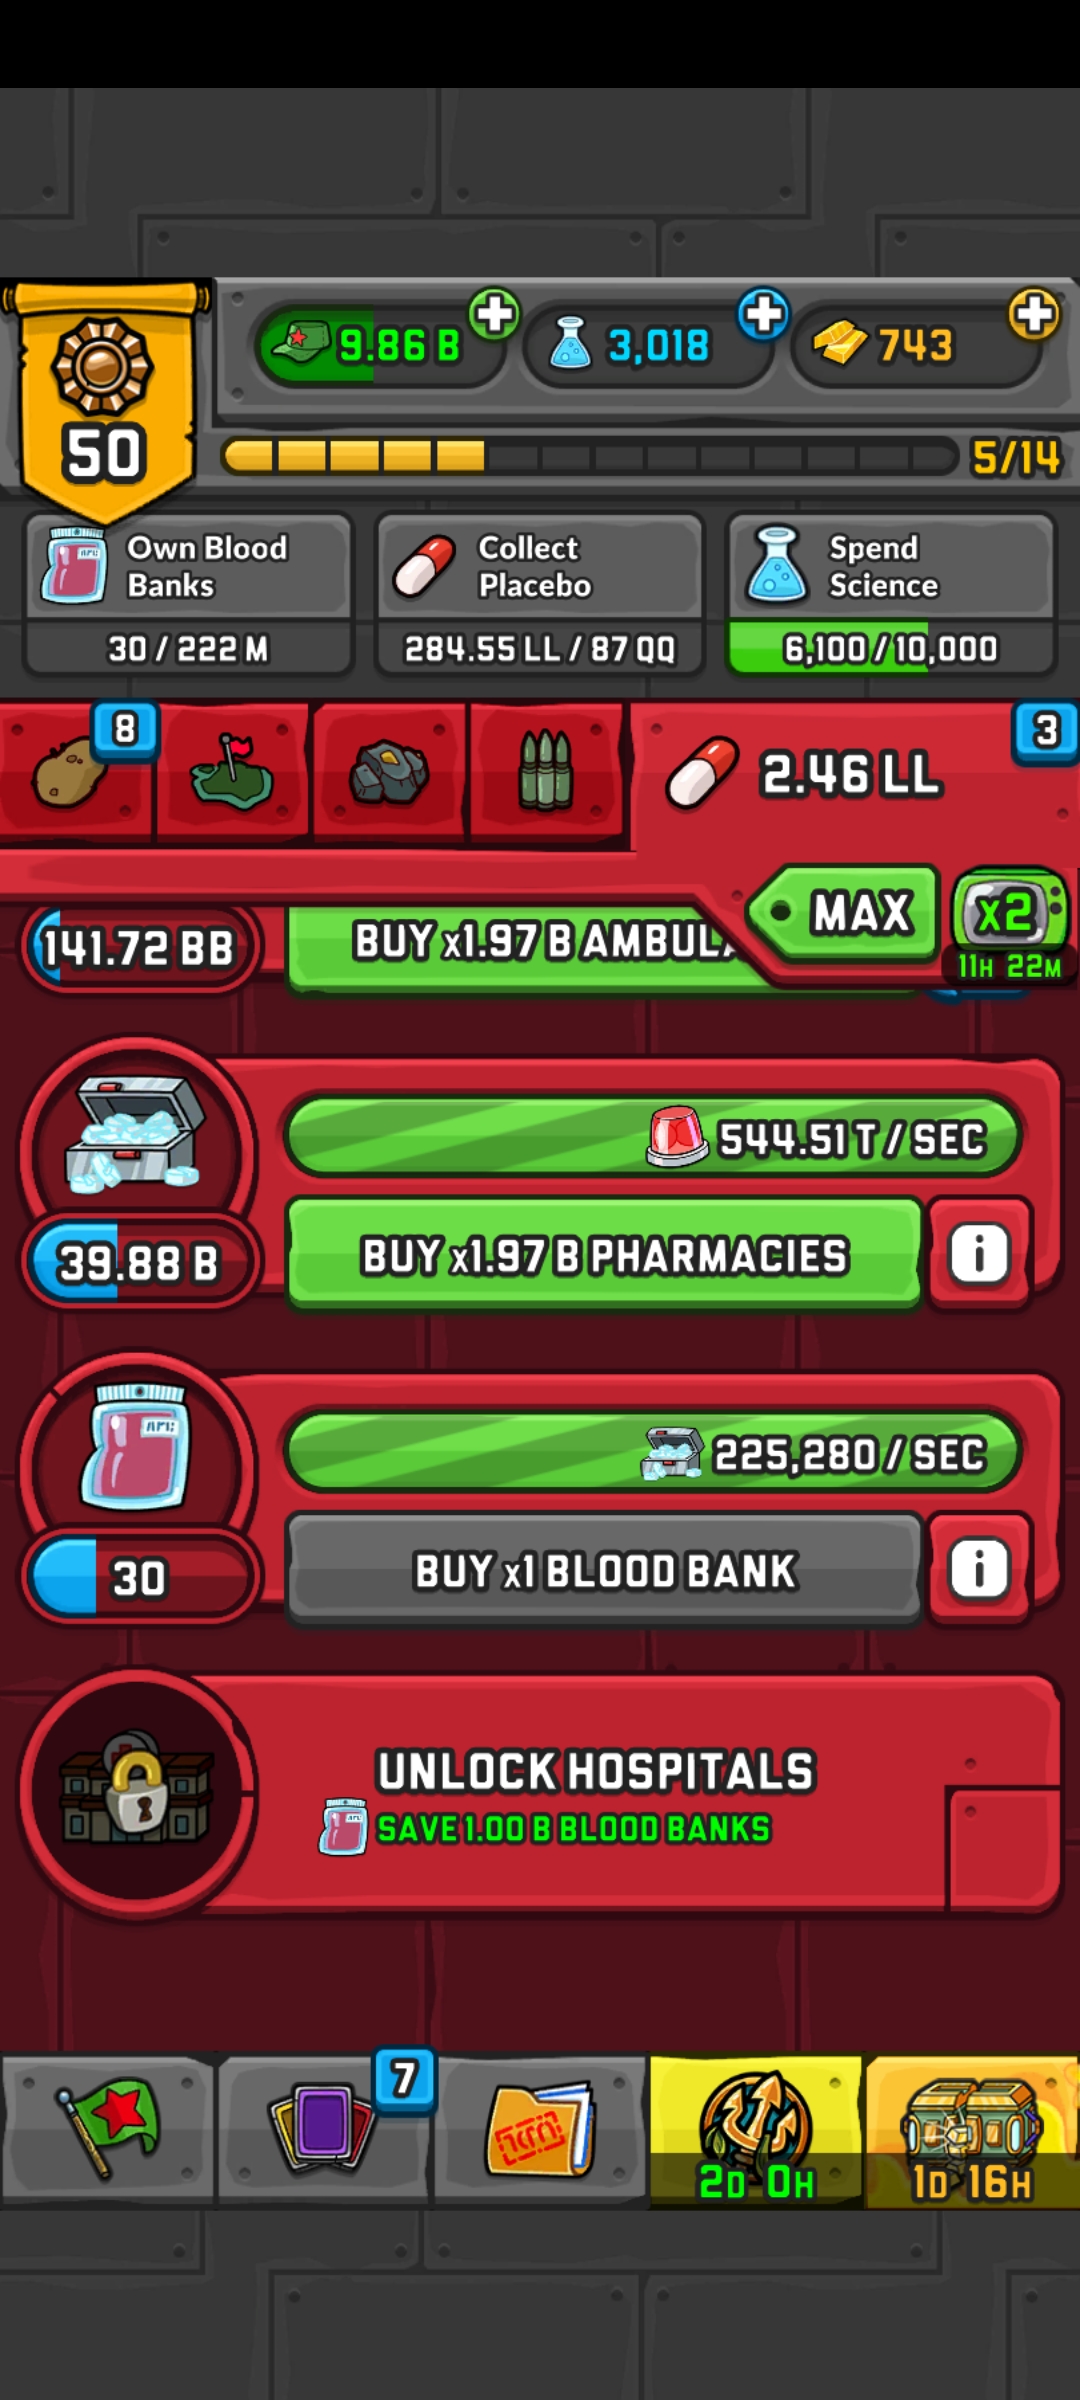 9.86 B
3,018
743
50
5/14
Own Blood
Banks
30 / 222 M
Collect
Placebo
284.55 LL / 87 QQ
Spend
Science
6,100 / 10,000
8
2.46 LL
3
MAX
x2
11H 22M
141.72 BB
BUY x1.97 B AMBUL
544.51 T / SEC
39.88 B
BUY x1.97 B PHARMACIES
i
225,280 / SEC
30
BUY x1 BLOOD BANK
i
UNLOCK HOSPITALS
SAVE 1.00 B BLOOD BANKS
7
2D 0H
1D 16H